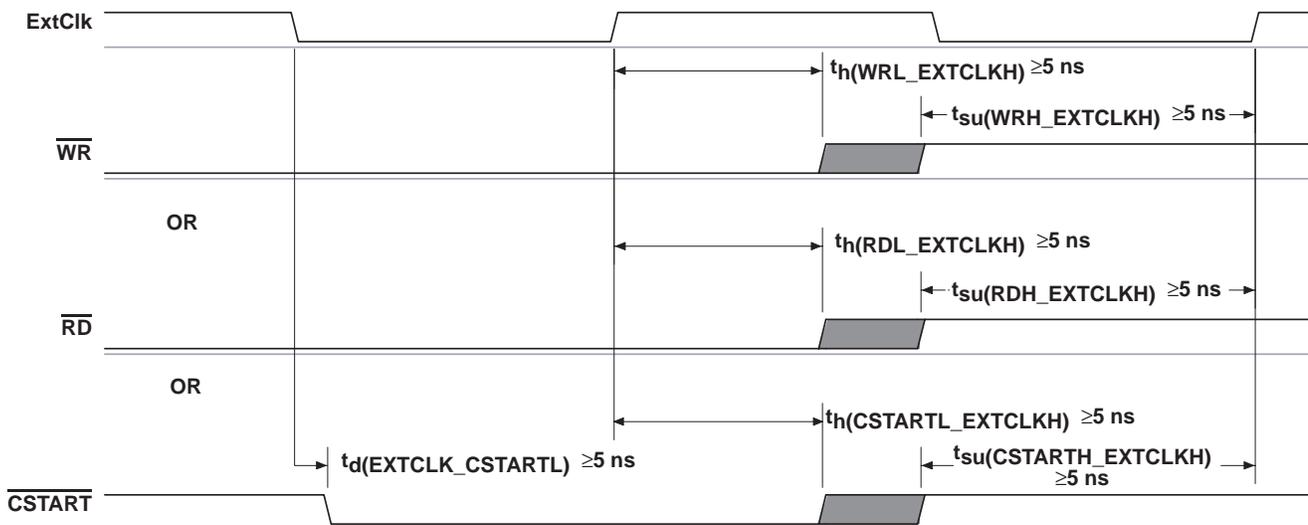 ExtClk
th(WRL_EXTCLKH) ≥5 ns
tsu(WRH_EXTCLKH) ≥5 ns
WR
OR
th(RDL_EXTCLKH) ≥5 ns
tsu(RDH_EXTCLKH) ≥5 ns
RD
OR
th(CSTARTL_EXTCLKH) ≥5 ns
td(EXTCLK_CSTARTL) ≥5 ns
tsu(CSTARTH_EXTCLKH)
≥5 ns
CSTART